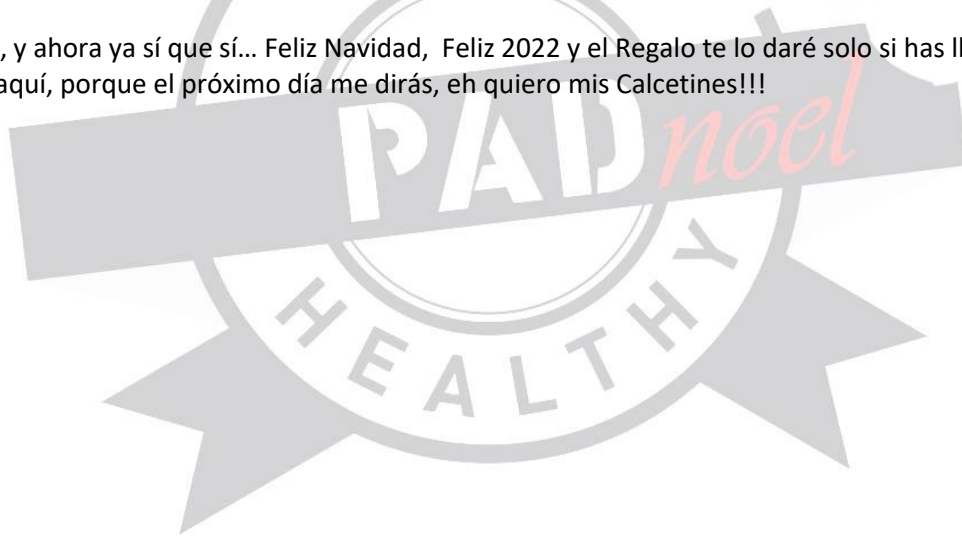 , y ahora ya sí que sí... Feliz Navidad,  Feliz 2022 y el Regalo te lo daré solo si has ll
aquí, porque el próximo día me dirás, eh quiero mis Calcetines!!!
PAD noel
HEALTHY